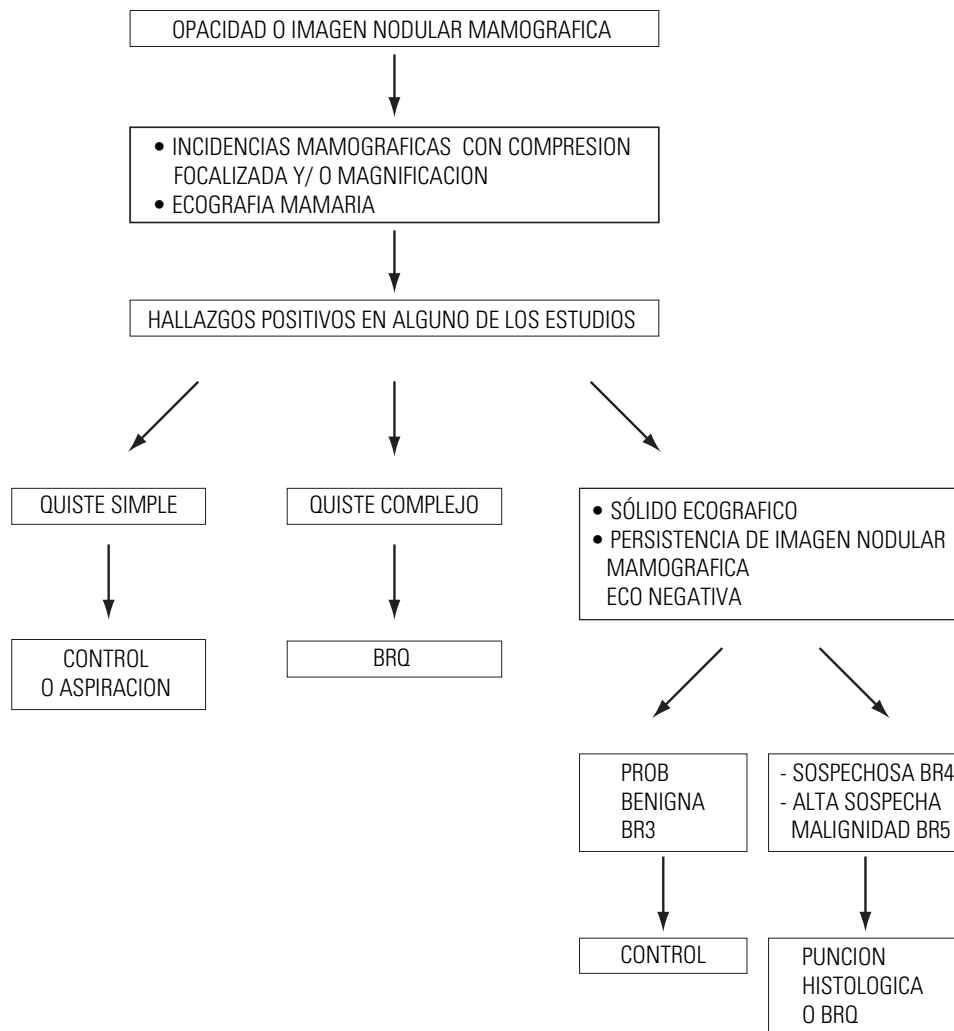 OPACIDAD O IMAGEN NODULAR MAMOGRAFICA
• INCIDENCIAS MAMOGRAFICAS CON COMPRESION
FOCALIZADA Y/ O MAGNIFICACION
• ECOGRAFIA MAMARIA
HALLAZGOS POSITIVOS EN ALGUNO DE LOS ESTUDIOS
QUISTE SIMPLE
QUISTE COMPLEJO
• SÓLIDO ECOGRAFICO
• PERSISTENCIA DE IMAGEN NODULAR
MAMOGRAFICA
ECO NEGATIVA
CONTROL
O ASPIRACION
BRQ
PROB
BENIGNA
BR3
- SOSPECHOSA BR4
- ALTA SOSPECHA
MALIGNIDAD BR5
CONTROL
PUNCION
HISTOLOGICA
O BRQ